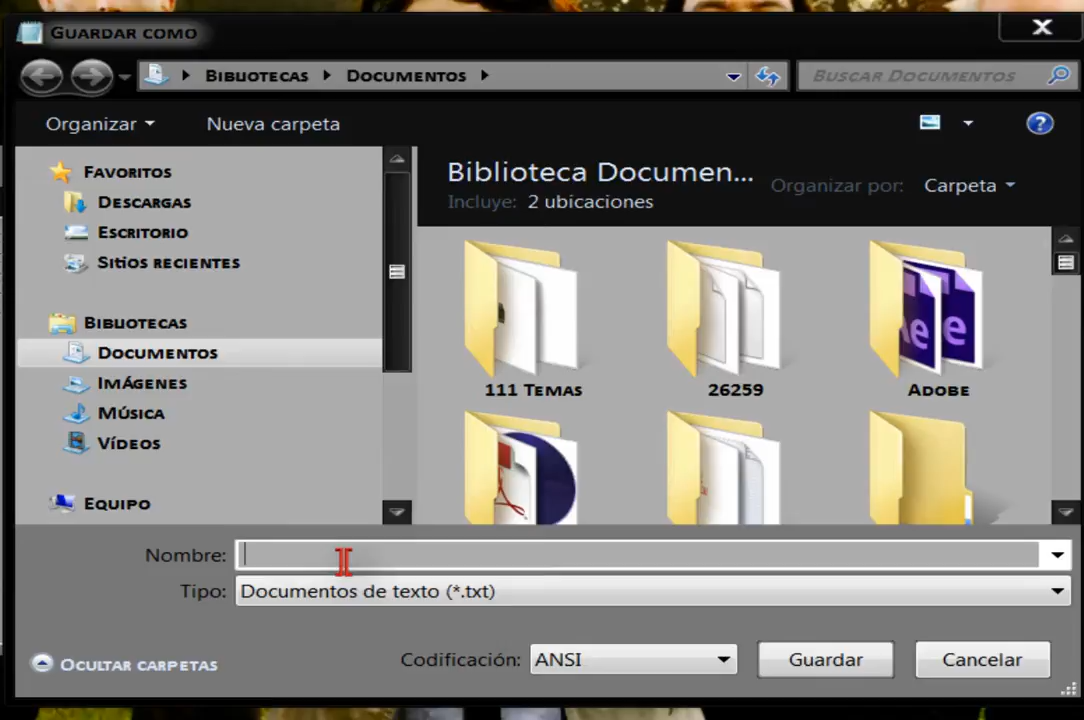 Guardar como
Bibliotecas Documentos
Buscar Documentos
Organizar
Nueva carpeta
Favoritos
Descargas
Escritorio
Sitios recientes
Bibliotecas
Documentos
Imágenes
Música
Vídeos
Equipo
Biblioteca Documen...
Incluye: 2 ubicaciones
Organizar por: Carpeta
111 Temas
26259
Adobe
Nombre:
Tipo: Documentos de texto (*.txt)
Ocultar carpetas
Codificación: ANSI
Guardar
Cancelar